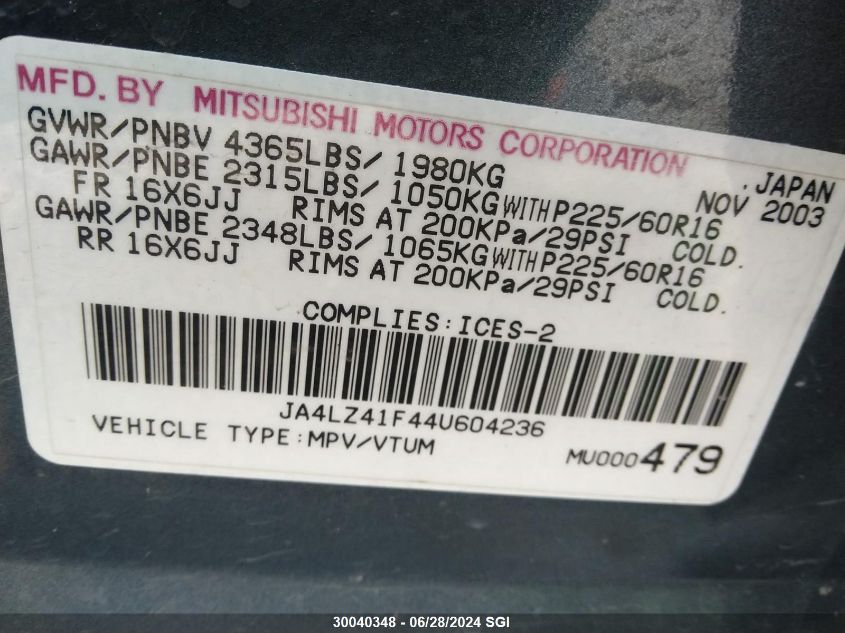 MFD. BY MITSUBISHI MOTORS CORPORATION, JAPAN
GVWR/PNBV 4365LBS/ 1980KG NOV 2003
GAWR/PNBE 2315LBS/ 1050KG WITH P225/60R16
FR 16X6JJ RIMS AT 200KPa/29PSI COLD.
GAWR/PNBE 2348LBS/ 1065KG WITH P225/60R16
RR 16X6JJ RIMS AT 200KPa/29PSI COLD.
COMPLIES:ICES-2
JA4LZ41F44U604236
VEHICLE TYPE:MPV/VTUM MU000479
30040348 - 06/28/2024 SGI